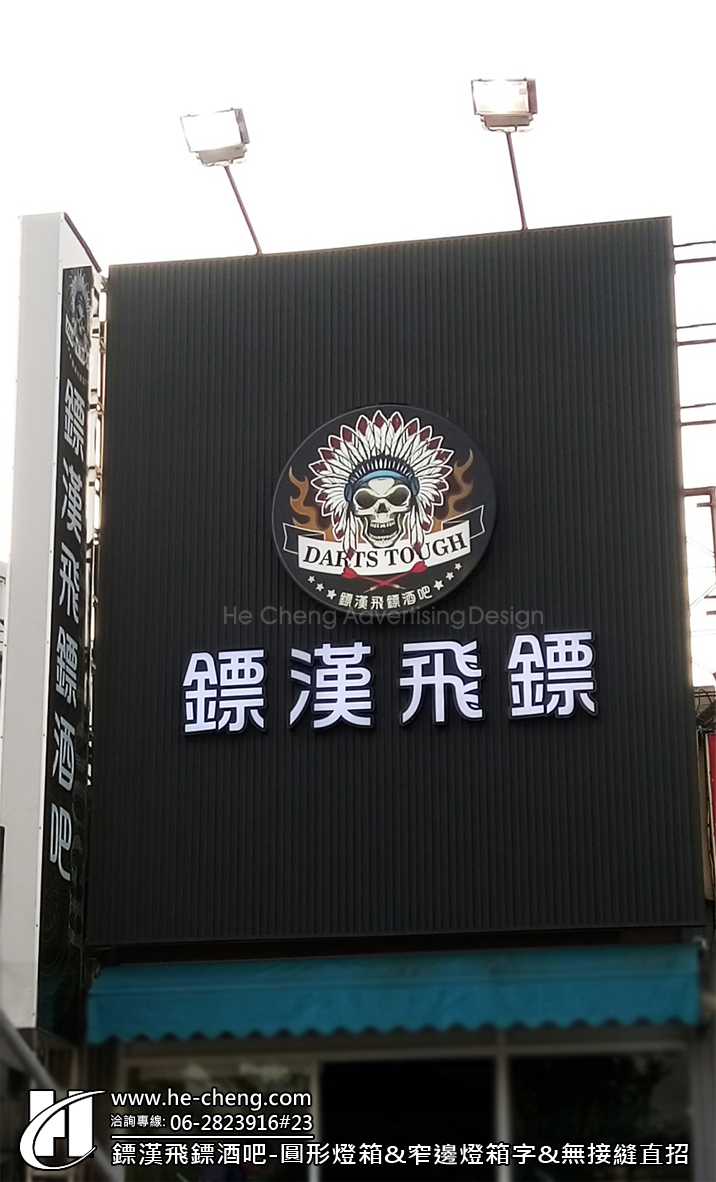 鏢漢飛鏢酒吧
DARTS TOUGH
鏢漢飛鏢酒吧
He Cheng Advertising Design
鏢漢飛鏢
www.he-cheng.com
洽詢專線: 06-2823916#23
鏢漢飛鏢酒吧-圓形燈箱&窄邊燈箱字&無接縫直招